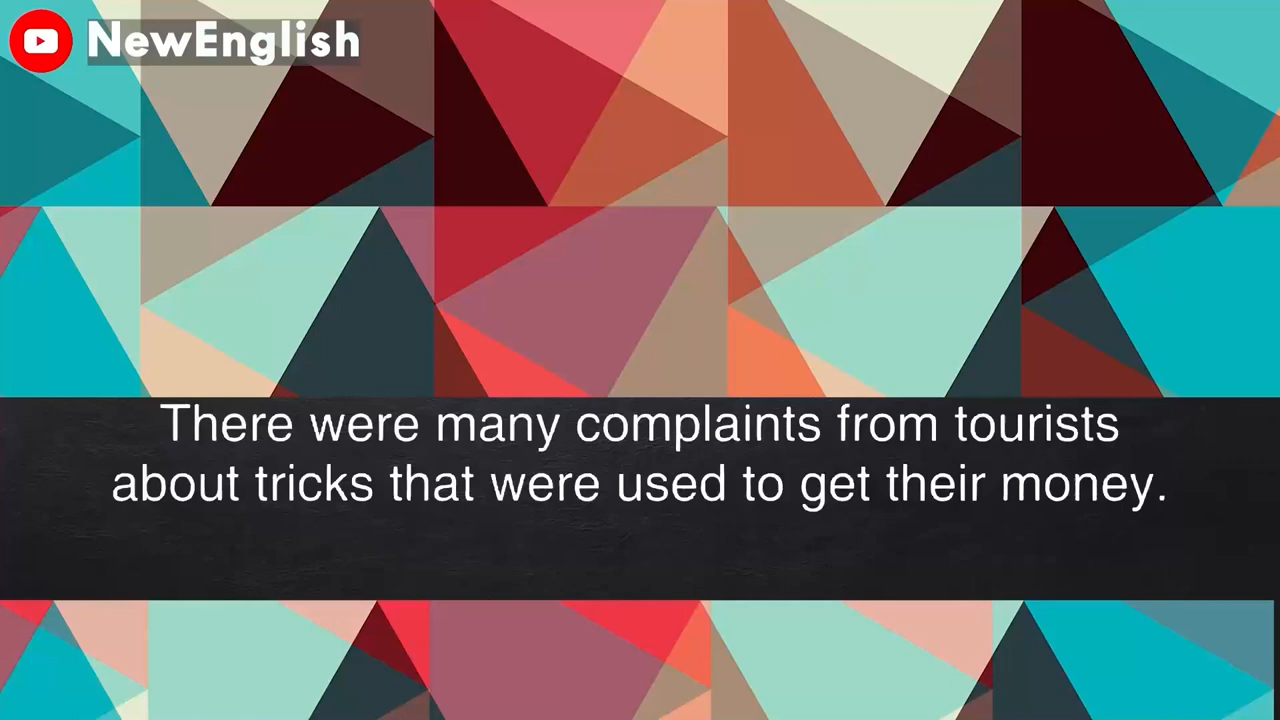 NewEnglish
There were many complaints from tourists
about tricks that were used to get their money.